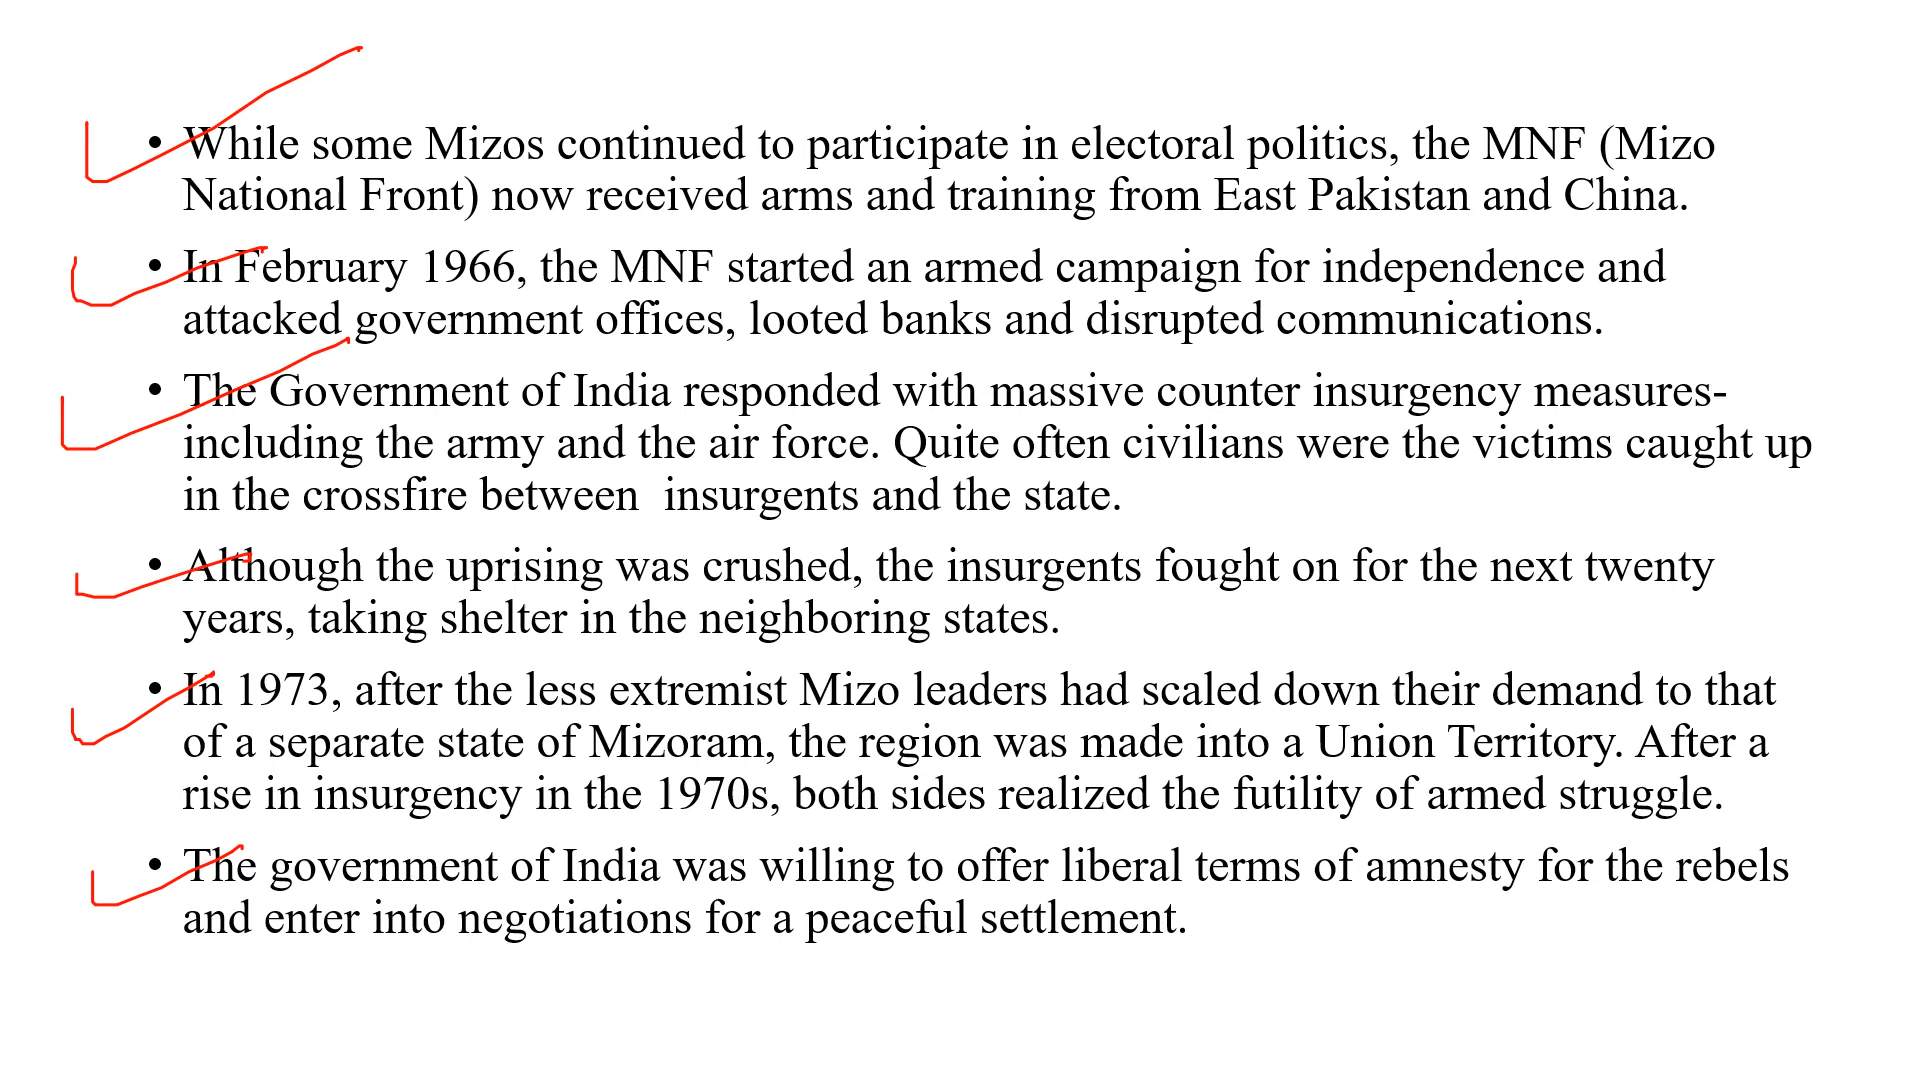 • While some Mizos continued to participate in electoral politics, the MNF (Mizo
National Front) now received arms and training from East Pakistan and China.
• In February 1966, the MNF started an armed campaign for independence and
attacked government offices, looted banks and disrupted communications.
• The Government of India responded with massive counter insurgency measures-
including the army and the air force. Quite often civilians were the victims caught up
in the crossfire between  insurgents and the state.
• Although the uprising was crushed, the insurgents fought on for the next twenty
years, taking shelter in the neighboring states.
• In 1973, after the less extremist Mizo leaders had scaled down their demand to that
of a separate state of Mizoram, the region was made into a Union Territory. After a
rise in insurgency in the 1970s, both sides realized the futility of armed struggle.
• The government of India was willing to offer liberal terms of amnesty for the rebels
and enter into negotiations for a peaceful settlement.